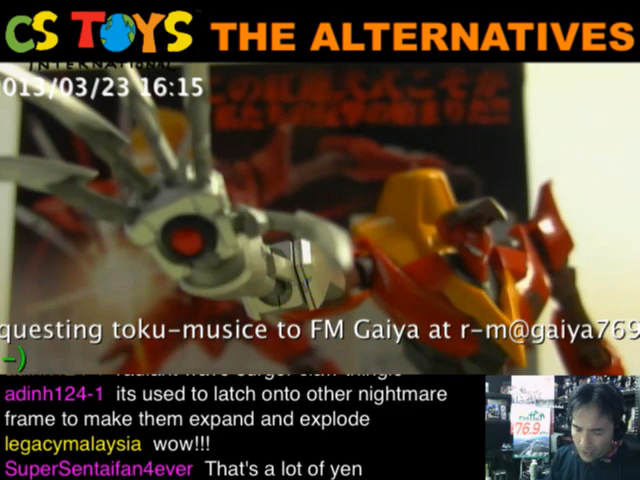 CS TOYS THE ALTERNATIVES
INTERNATIONAL
013/03/23 16:15
questing toku-musice to FM Gaiya at r-m@gaiya769
-)
adinh124-1 its used to latch onto other nightmare
frame to make them expand and explode
legacymalaysia wow!!!
SuperSentaifan4ever That's a lot of yen
76.9